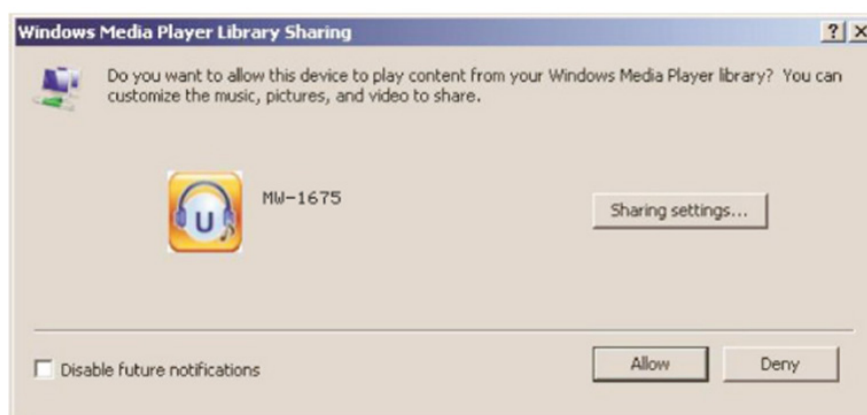 Windows Media Player Library Sharing
Do you want to allow this device to play content from your Windows Media Player library? You can
customize the music, pictures, and video to share.
U
MW-1675
Sharing settings...
Disable future notifications
Allow
Deny